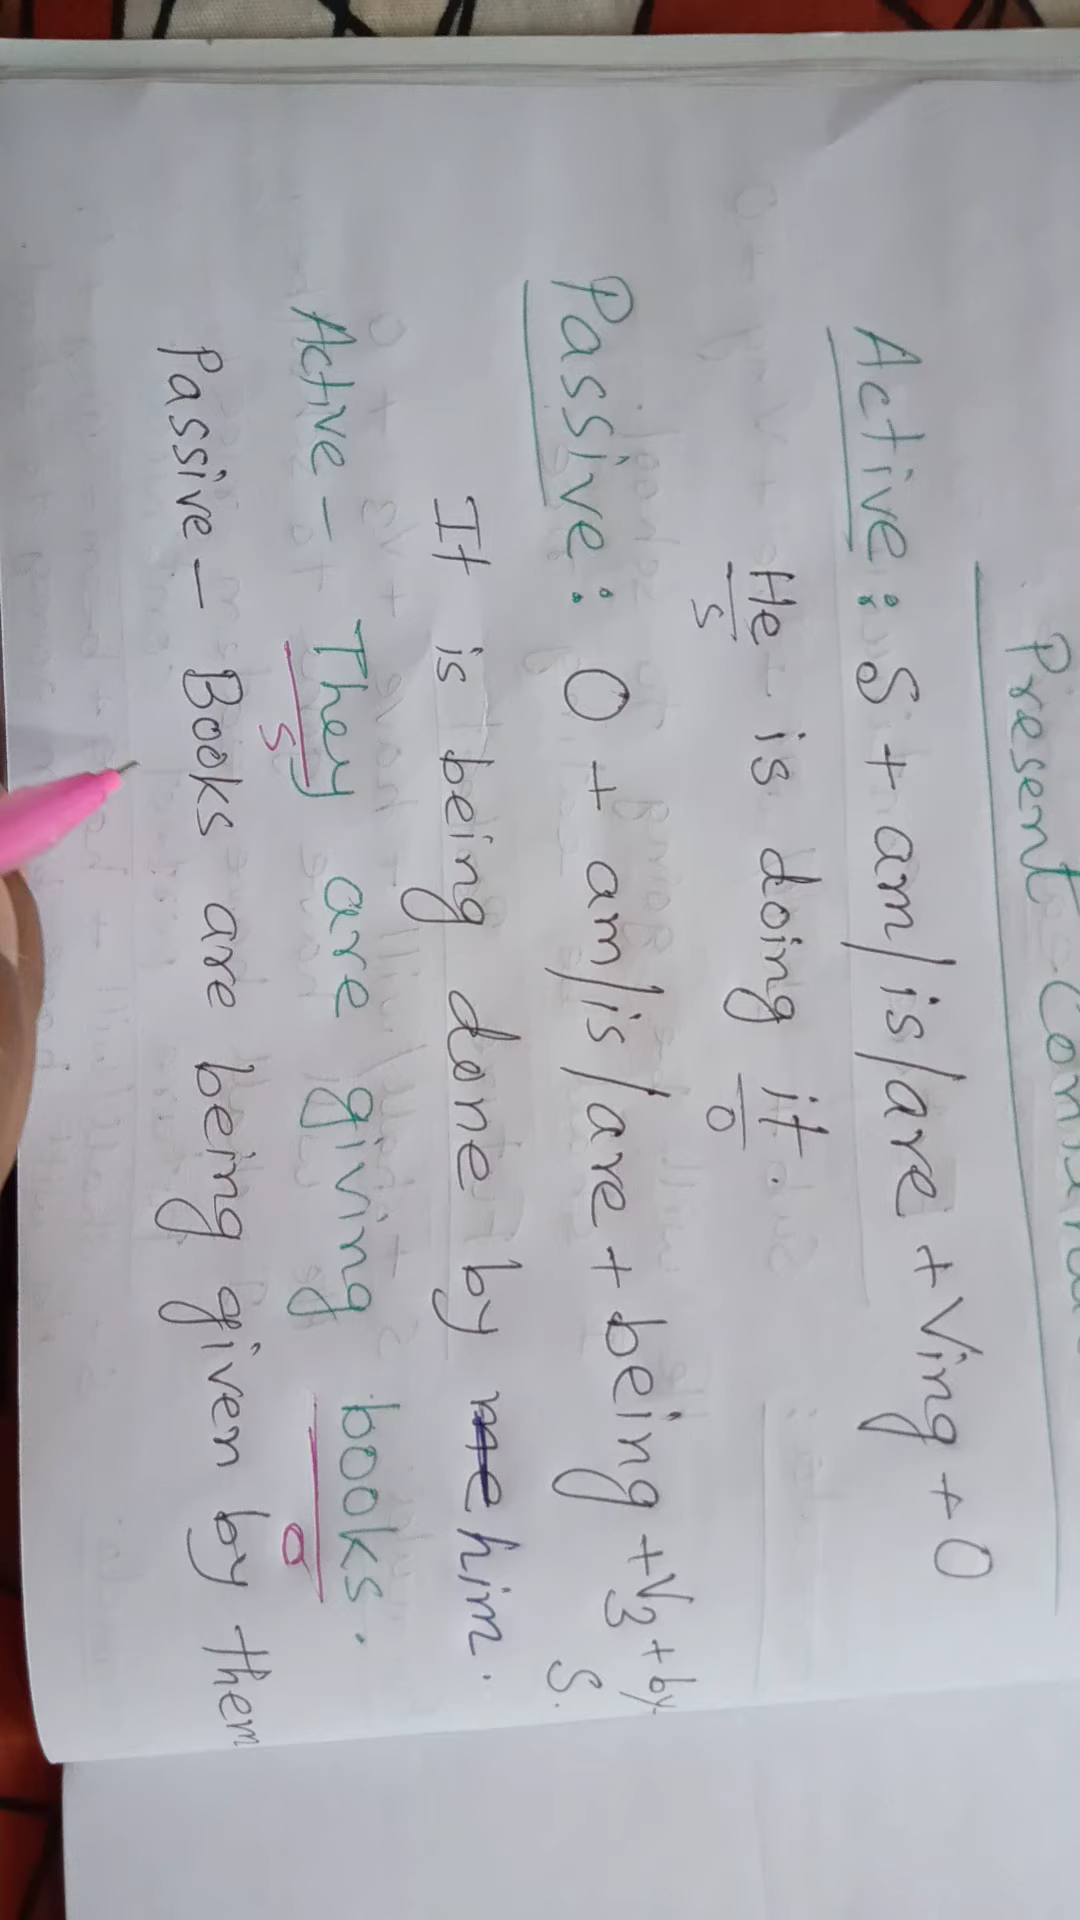 Present
Active: S + am/is/are + Ving + O
He is doing it.
S O
Passive: O + am/is/are + being + V3 + by
S.
It is being done by me him.
Active - They are giving books.
S O
Passive - Books are being given by them